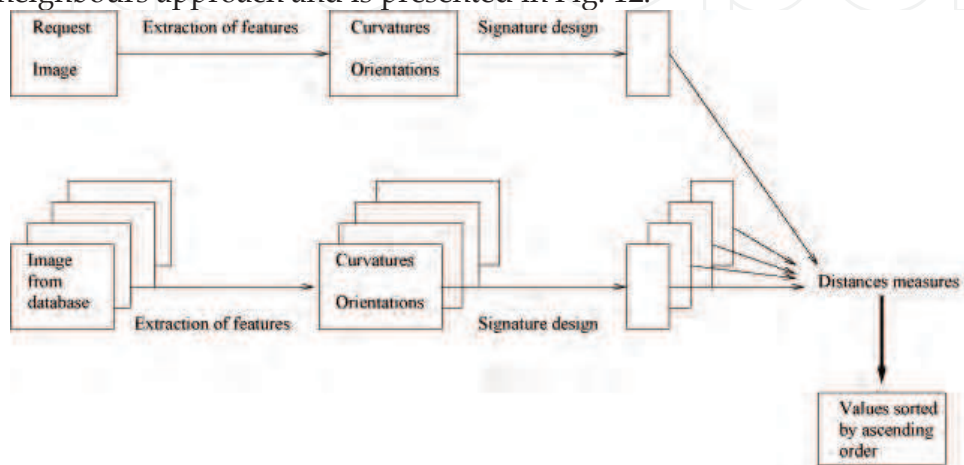 neighbours approach and is presented in Fig. 12.
Request
Image
Extraction of features
Curvatures
Orientations
Signature design
Image
from
database
Extraction of features
Curvatures
Orientations
Signature design
Distances measures
Values sorted
by ascending
order